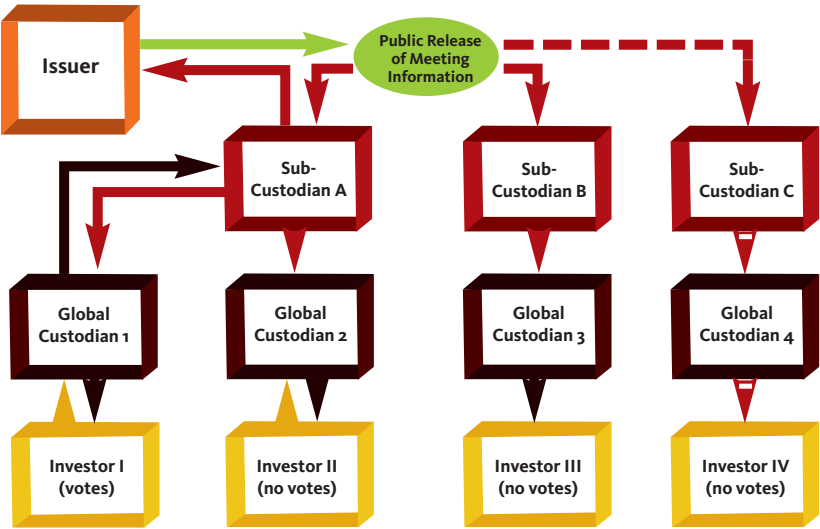 Issuer
Public Release
of Meeting
Information
Sub-
Custodian A
Sub-
Custodian B
Sub-
Custodian C
Global
Custodian 1
Global
Custodian 2
Global
Custodian 3
Global
Custodian 4
Investor I
(votes)
Investor II
(no votes)
Investor III
(no votes)
Investor IV
(no votes)